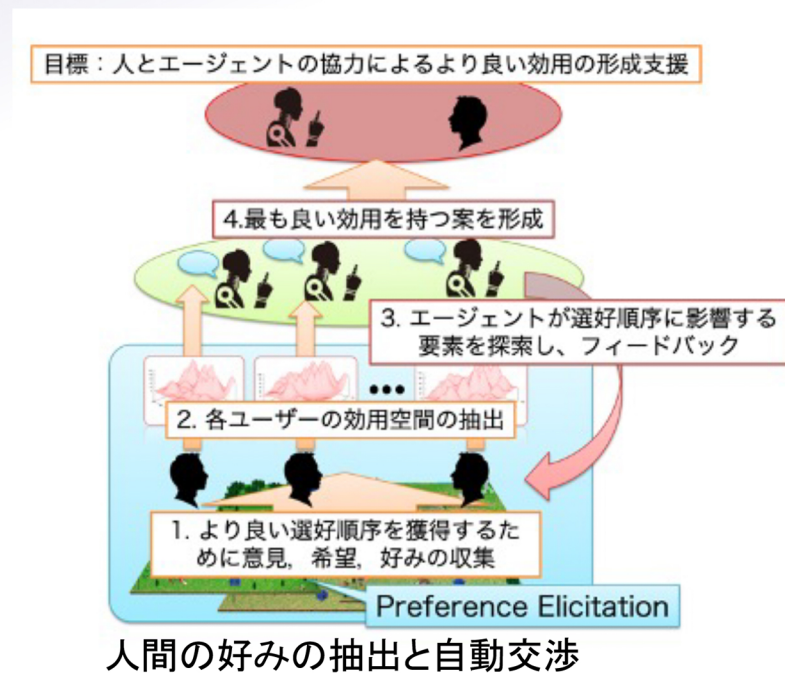 目標：人とエージェントの協力によるより良い効用の形成支援
4.最も良い効用を持つ案を形成
3. エージェントが選好順序に影響する
要素を探索し、フィードバック
2. 各ユーザーの効用空間の抽出
1. より良い選好順序を獲得するた
めに意見，希望，好みの収集
Preference Elicitation
人間の好みの抽出と自動交渉